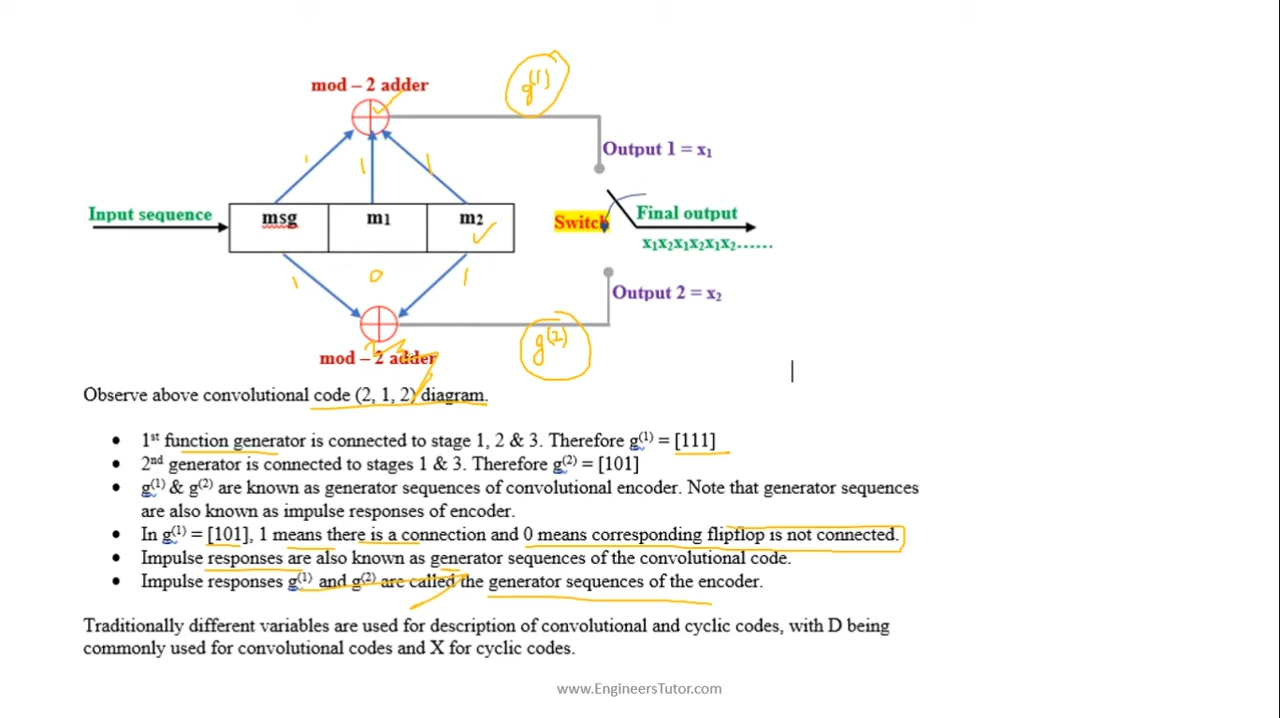 mod – 2 adder
g(1)
Output 1 = x1
1 1 1
Input sequence
msg m1 m2
Switch
Final output
x1x2x1x2x1x2......
1 0 1
Output 2 = x2
g(2)
mod – 2 adder
Observe above convolutional code (2, 1, 2) diagram.
• 1st function generator is connected to stage 1, 2 & 3. Therefore g(1) = [111]
• 2nd generator is connected to stages 1 & 3. Therefore g(2) = [101]
• g(1) & g(2) are known as generator sequences of convolutional encoder. Note that generator sequences
are also known as impulse responses of encoder.
• In g(1) = [101], 1 means there is a connection and 0 means corresponding flipflop is not connected.
• Impulse responses are also known as generator sequences of the convolutional code.
• Impulse responses g(1) and g(2) are called the generator sequences of the encoder.
Traditionally different variables are used for description of convolutional and cyclic codes, with D being
commonly used for convolutional codes and X for cyclic codes.
www.EngineersTutor.com